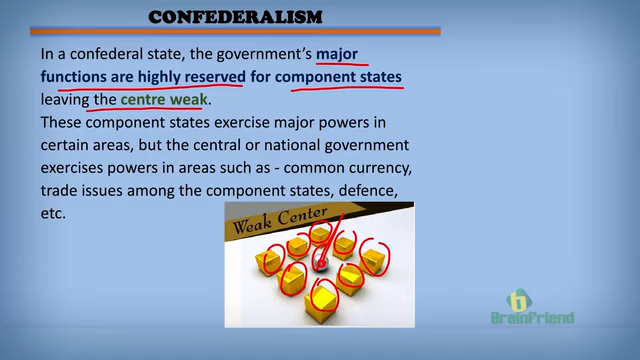 CONFEDERALISM
In a confederal state, the government's major
functions are highly reserved for component states
leaving the centre weak.
These component states exercise major powers in
certain areas, but the central or national government
exercises powers in areas such as - common currency,
trade issues among the component states, defence,
etc.
Weak Center
b
BrainFriend